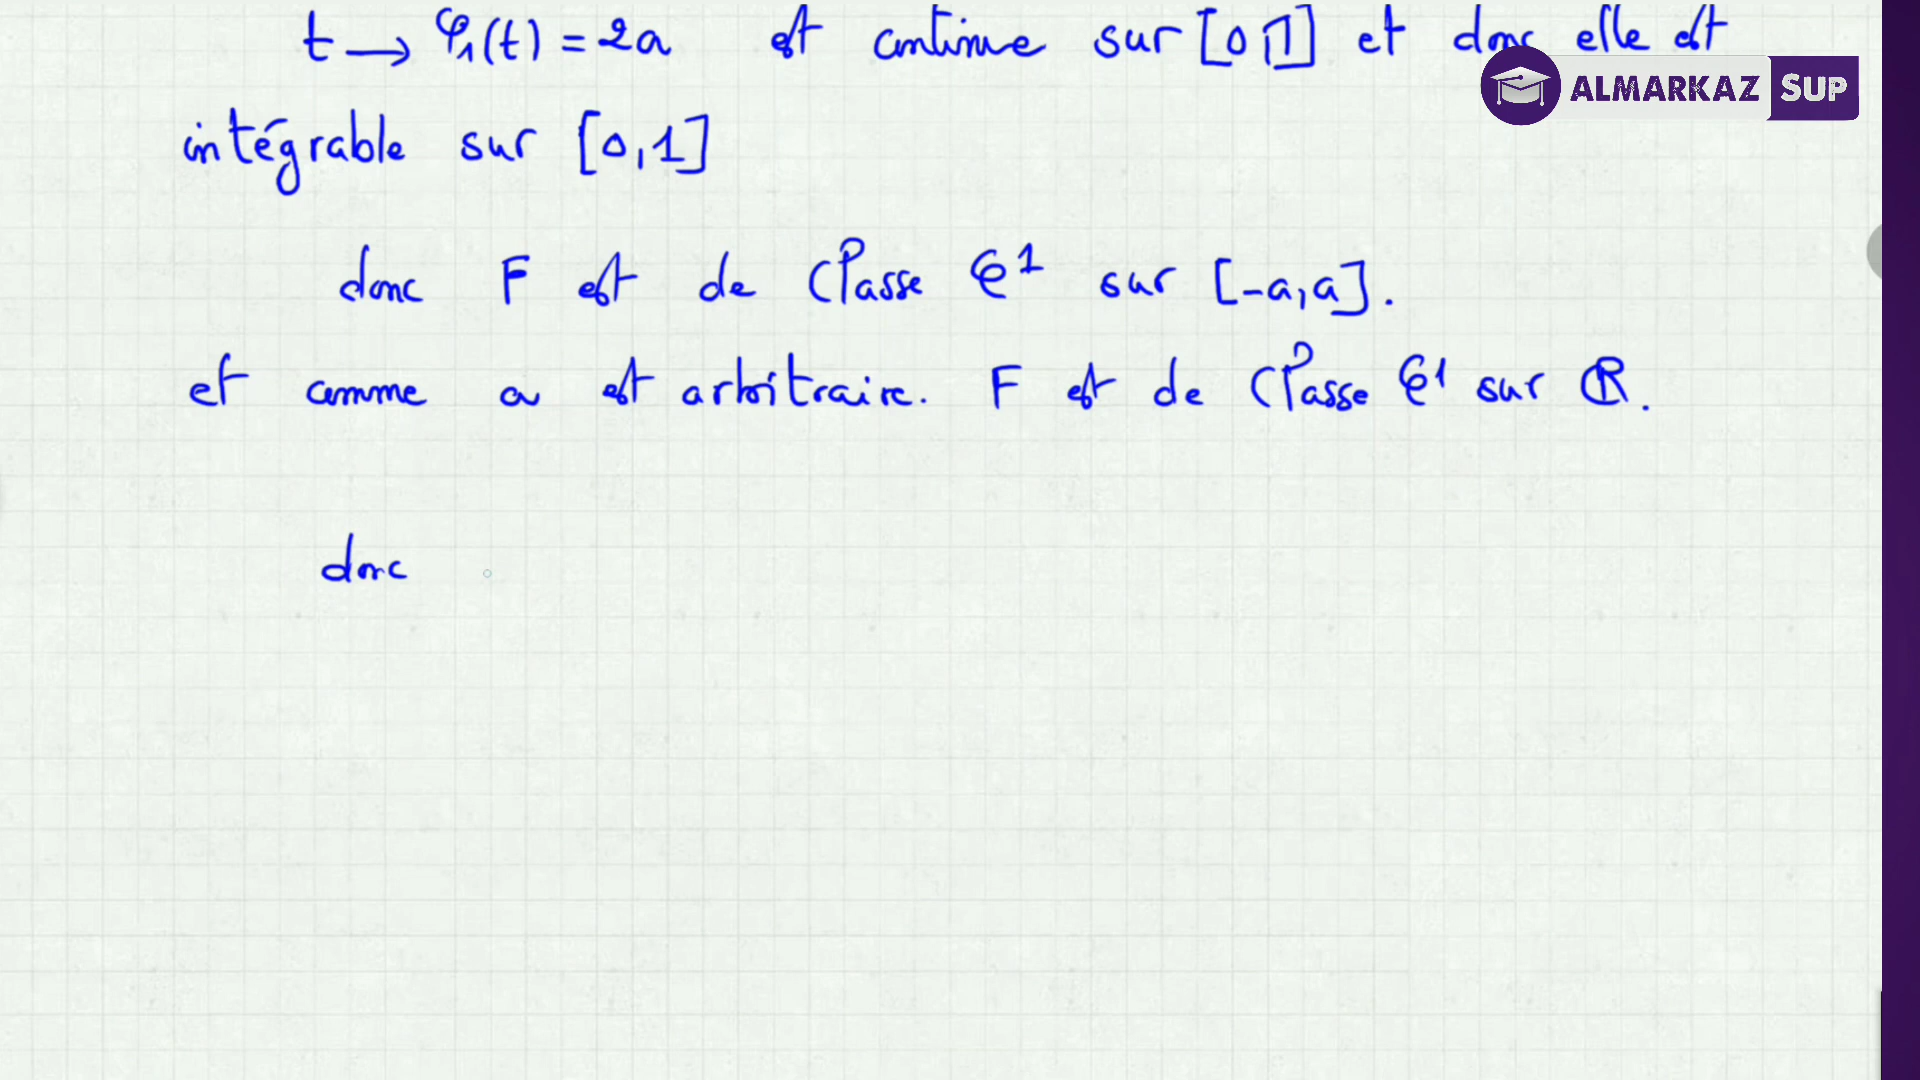 t → φ₁(t) = 2a est continue sur [0,1] et donc elle est
ALMARKAZ SUP
intégrable sur [0,1]
donc F est de classe 𝒞¹ sur [-a,a].
et comme a est arbitraire. F est de classe 𝒞¹ sur ℝ.
donc